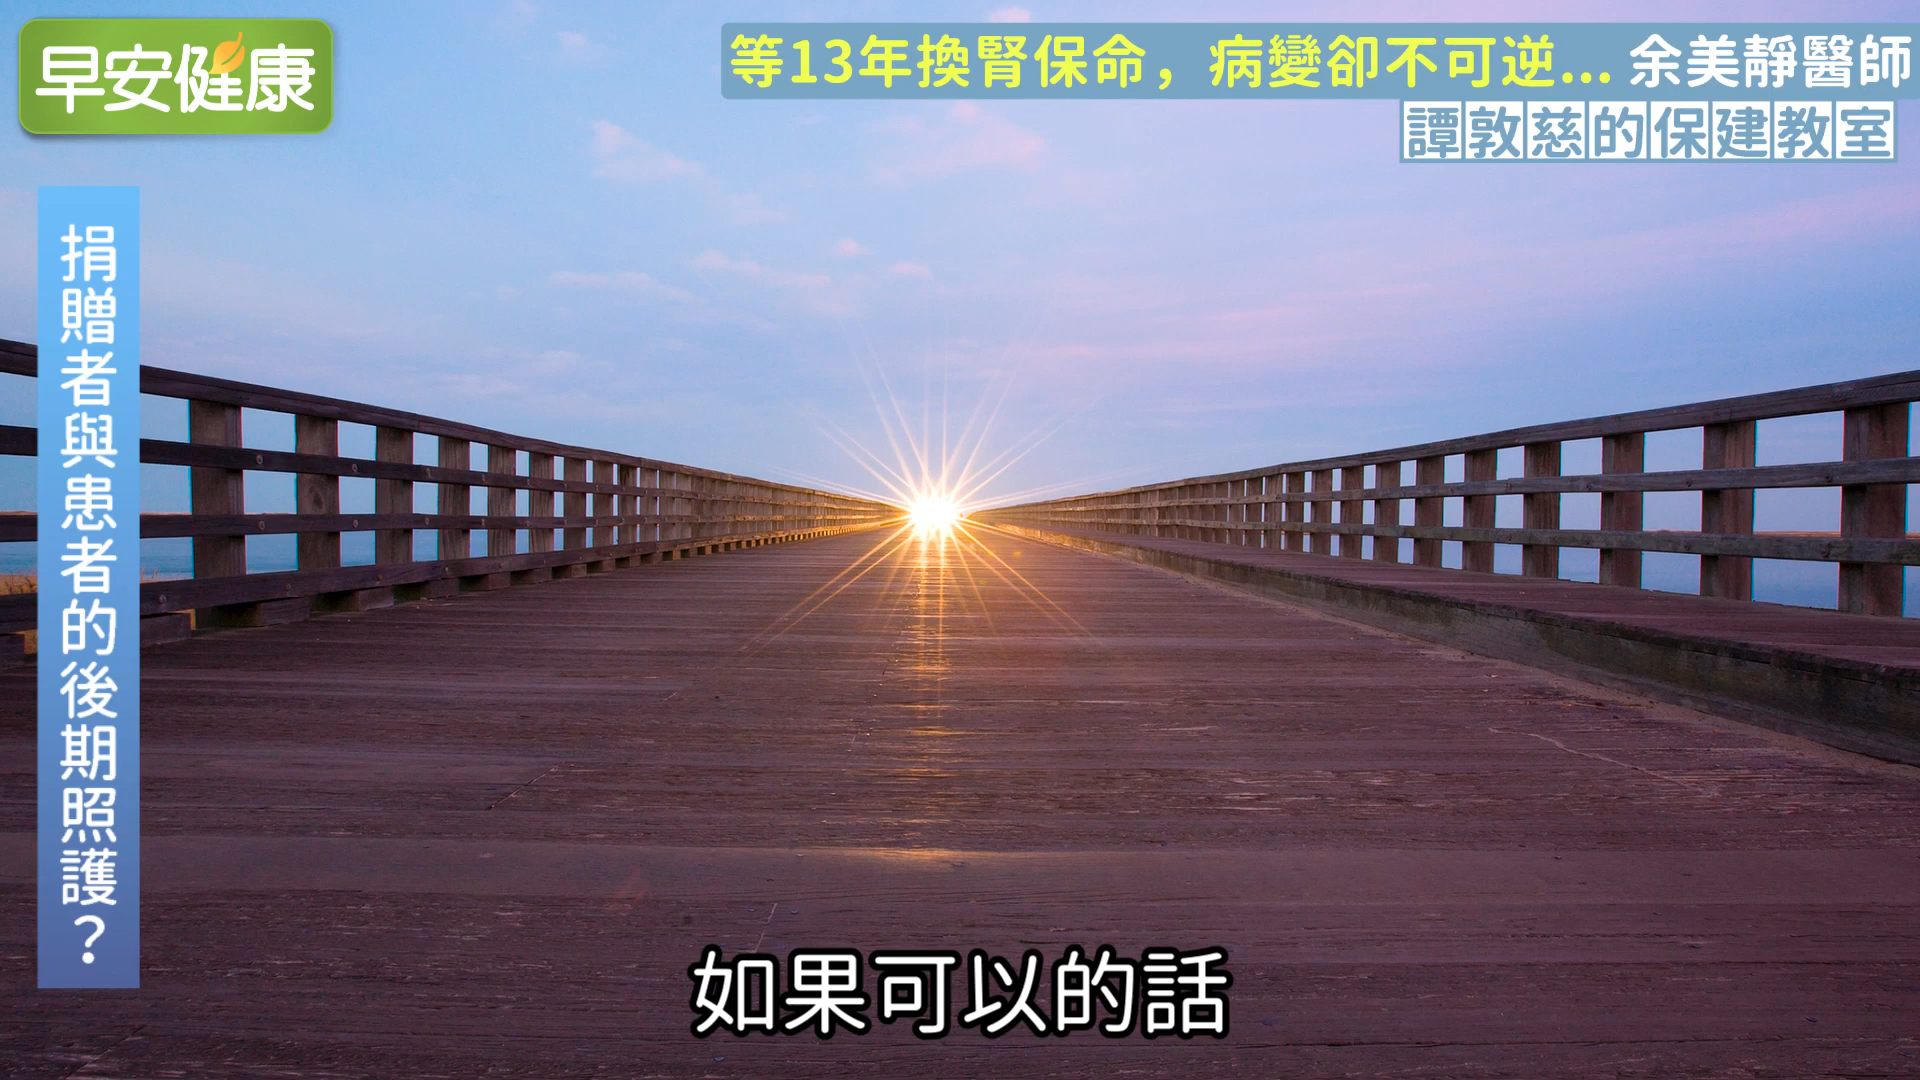 早安健康
等13年換腎保命，病變卻不可逆... 余美靜醫師
譚敦慈的保建教室
捐贈者與患者的後期照護？
如果可以的話